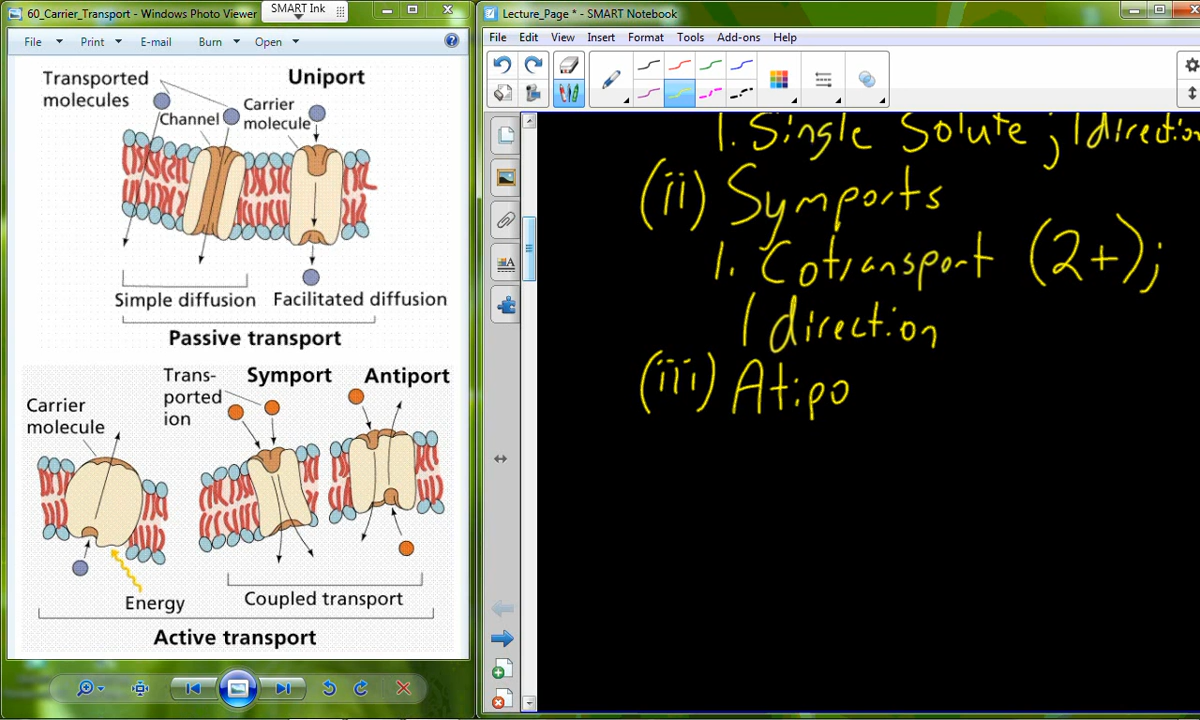 60_Carrier_Transport - Windows Photo Viewer
SMART Ink
File Print E-mail Burn Open
Transported
molecules
Uniport
Channel
Carrier
molecule
Simple diffusion
Facilitated diffusion
Passive transport
Trans-
ported
ion
Symport
Antiport
Carrier
molecule
Energy
Coupled transport
Active transport
Lecture_Page * - SMART Notebook
File Edit View Insert Format Tools Add-ons Help
1. Single Solute ; 1 direction
(ii) Symports
1. Cotransport (2+);
1 direction
(iii) Atipo